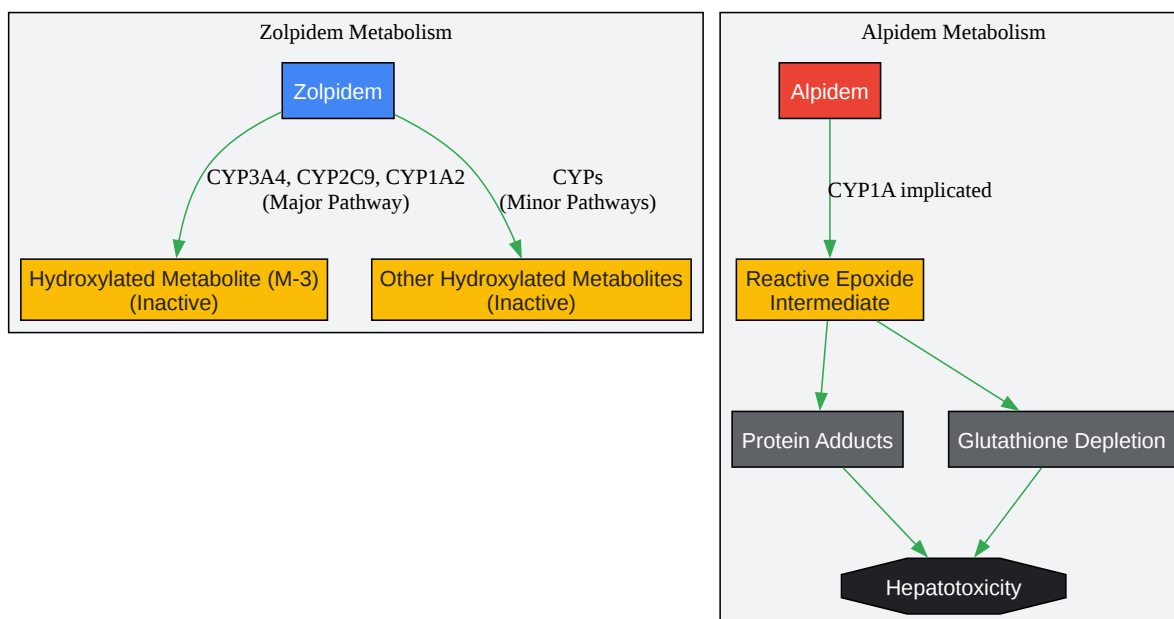 Zolpidem Metabolism
Zolpidem
CYP3A4, CYP2C9, CYP1A2
(Major Pathway)
CYPs
(Minor Pathways)
Hydroxylated Metabolite (M-3)
(Inactive)
Other Hydroxylated Metabolites
(Inactive)
Alpidem Metabolism
Alpidem
CYP1A implicated
Reactive Epoxide
Intermediate
Protein Adducts
Glutathione Depletion
Hepatotoxicity